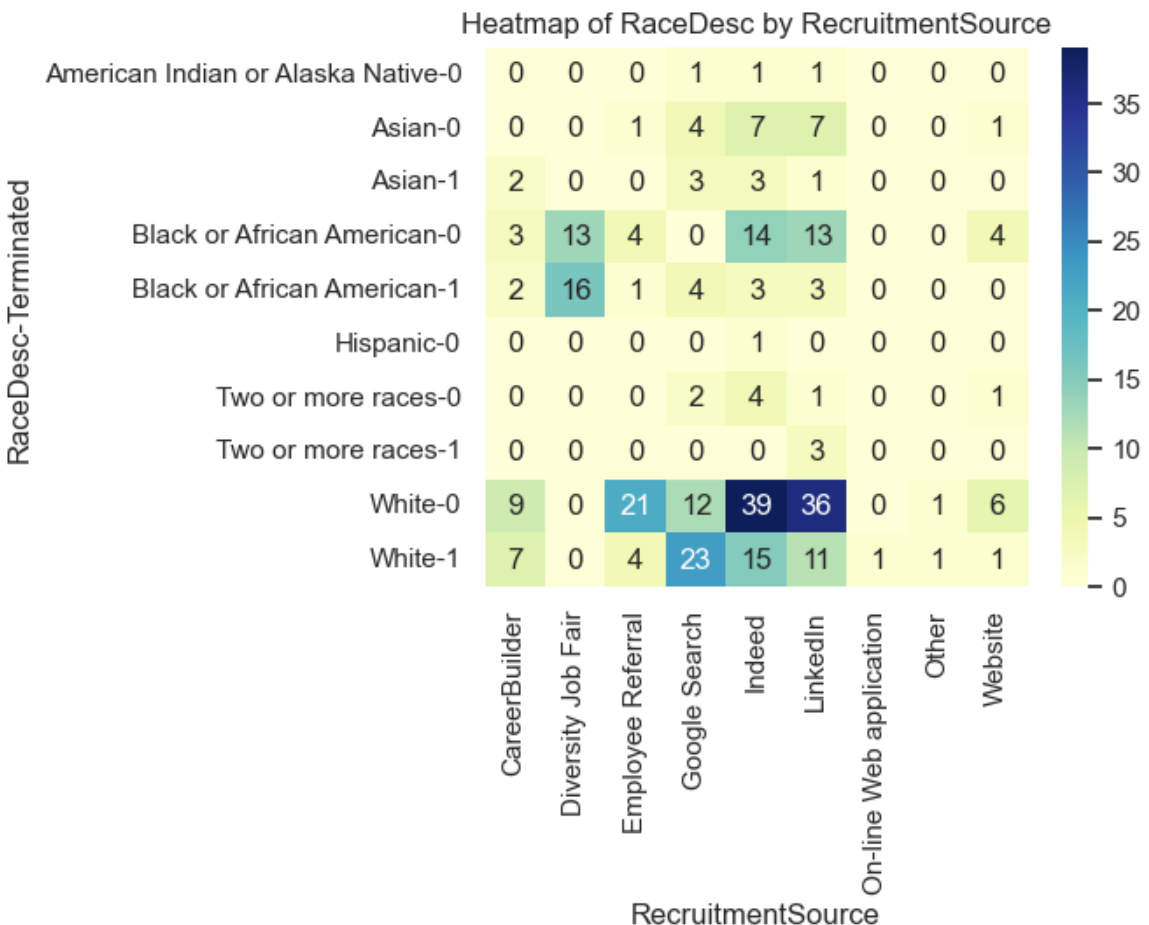 Heatmap of RaceDesc by RecruitmentSource
RaceDesc-Terminated
American Indian or Alaska Native-0 0 0 0 1 1 1 0 0 0
Asian-0 0 0 1 4 7 7 0 0 1
Asian-1 2 0 0 3 3 1 0 0 0
Black or African American-0 3 13 4 0 14 13 0 0 4
Black or African American-1 2 16 1 4 3 3 0 0 0
Hispanic-0 0 0 0 0 1 0 0 0 0
Two or more races-0 0 0 0 2 4 1 0 0 1
Two or more races-1 0 0 0 0 0 3 0 0 0
White-0 9 0 21 12 39 36 0 1 6
White-1 7 0 4 23 15 11 1 1 1
35
30
25
20
15
10
5
0
CareerBuilder
Diversity Job Fair
Employee Referral
Google Search
Indeed
LinkedIn
On-line Web application
Other
Website
RecruitmentSource